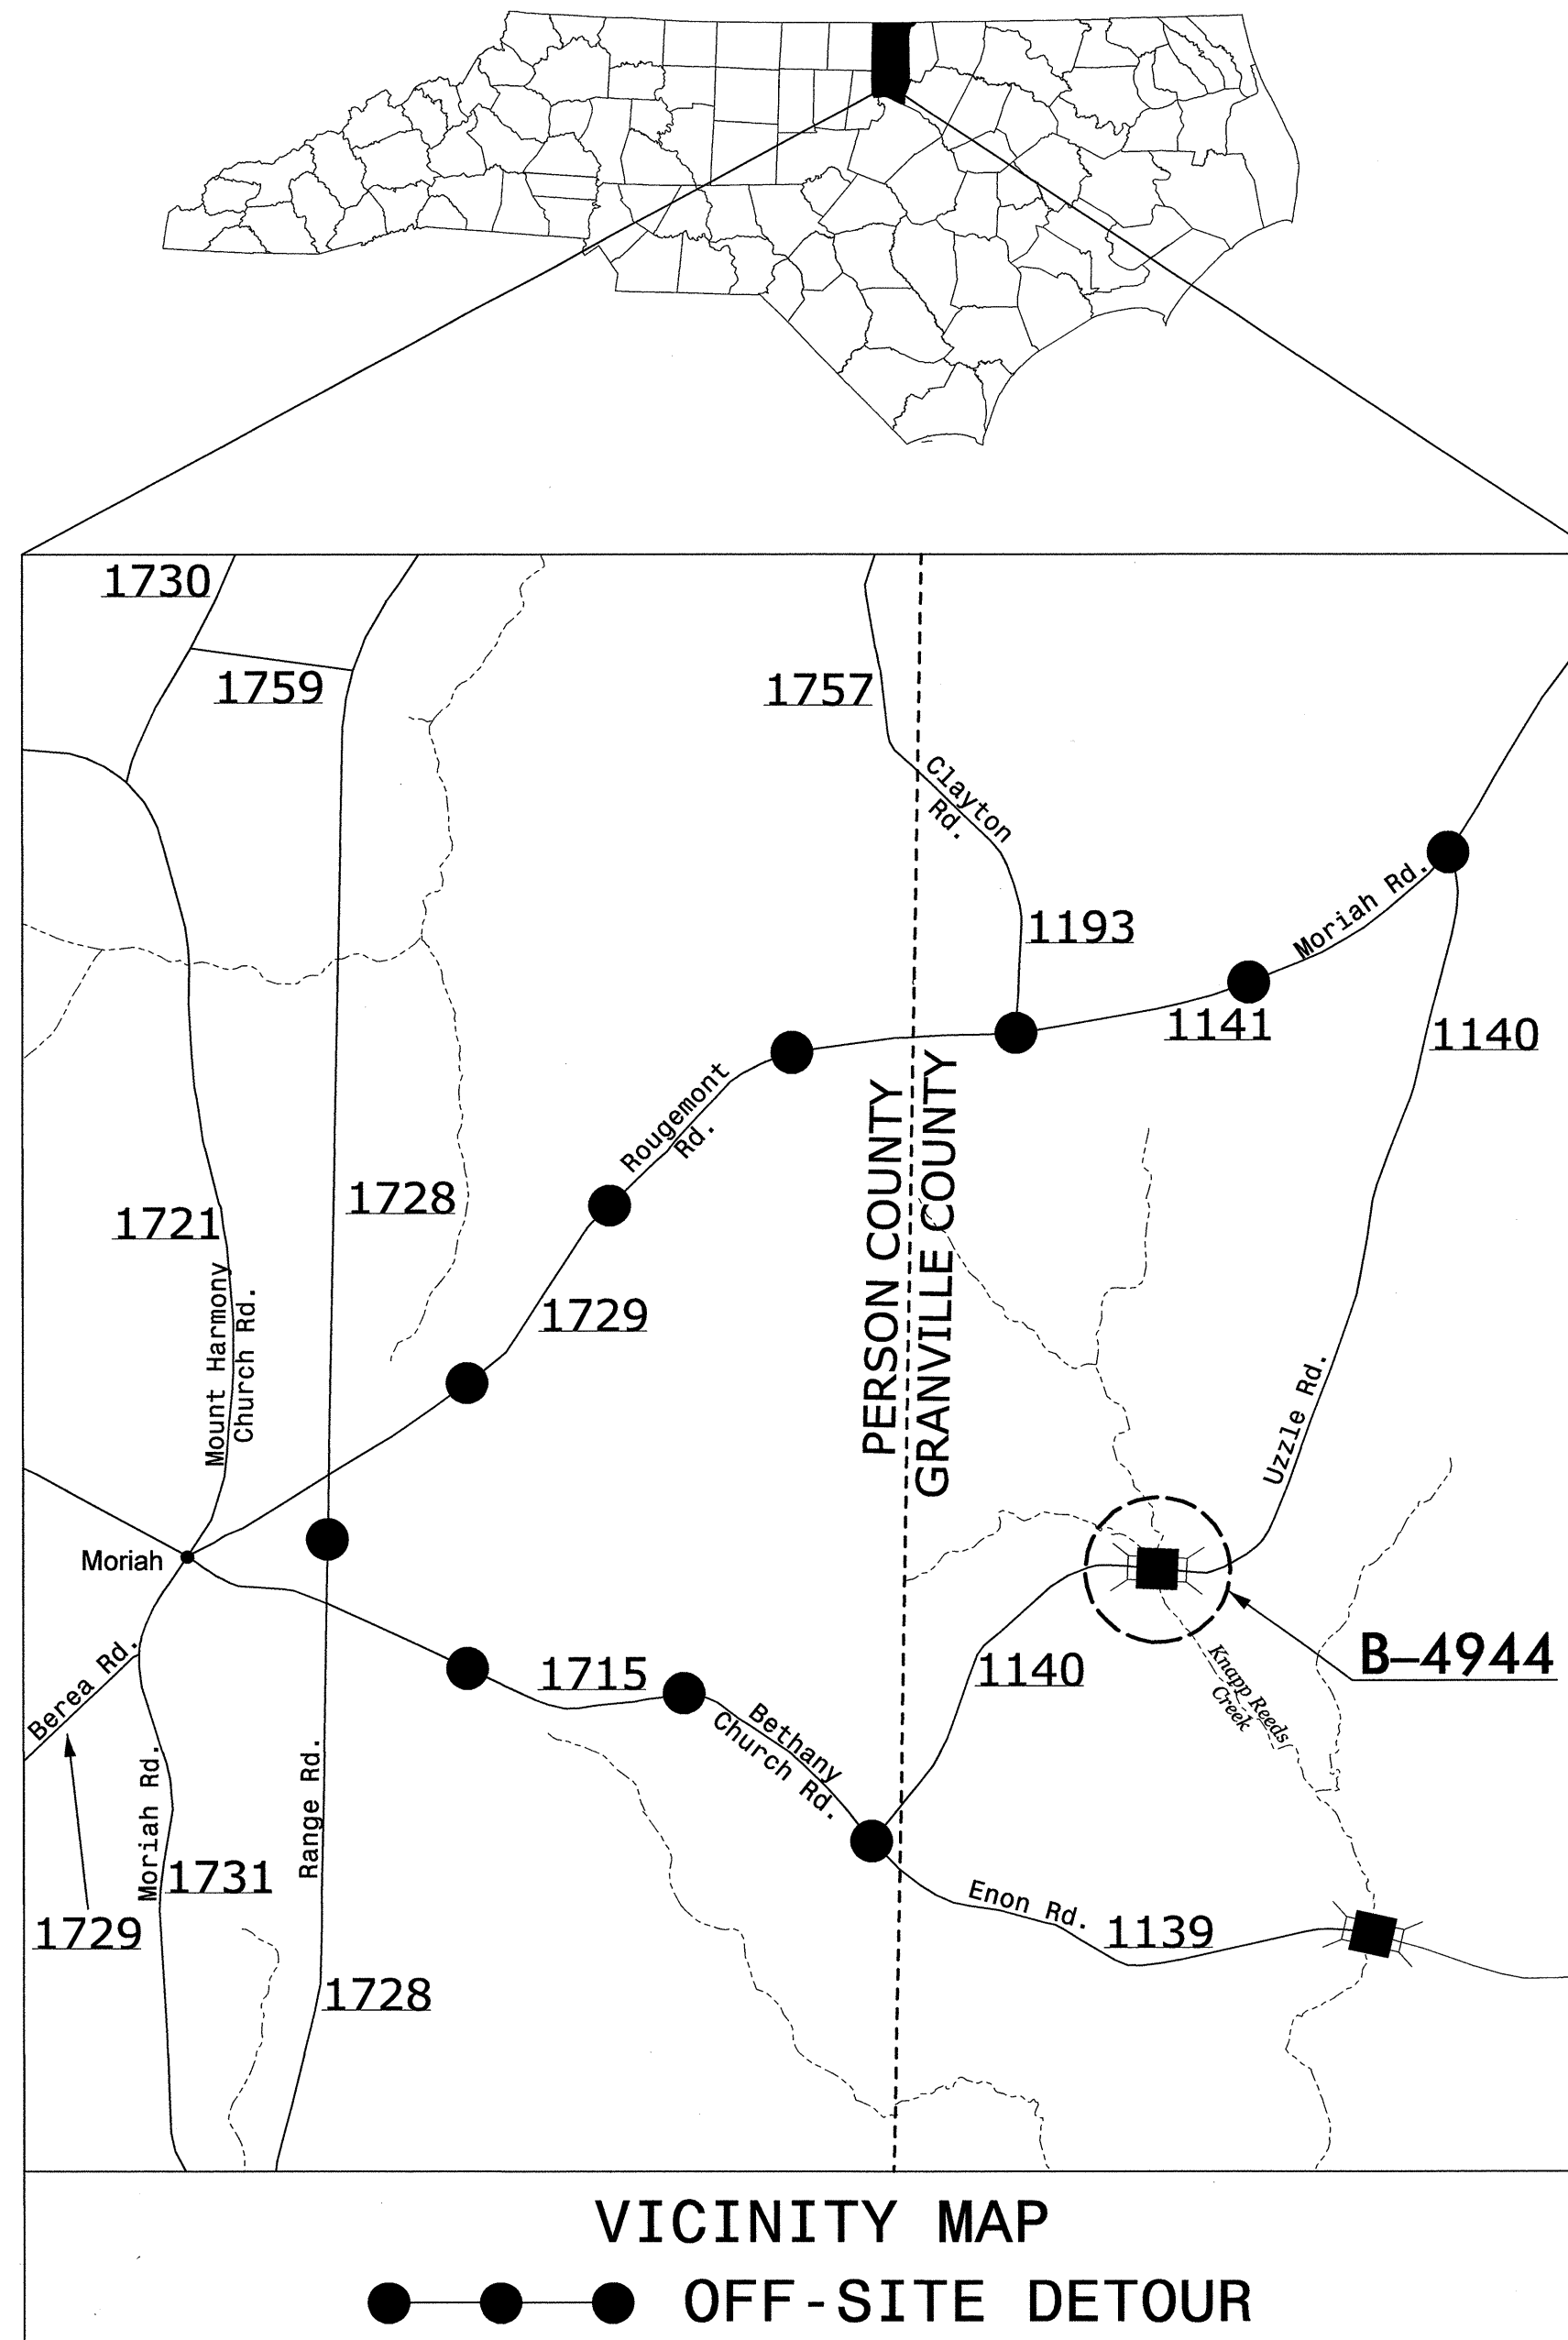 1730
1759
1757
Clayton
Rd.
1193
Moriah Rd.
1141
1140
Rougemont
Rd.
PERSON COUNTY
GRANVILLE COUNTY
1721
1728
1729
Mount Harmony
Church Rd.
Uzzle Rd.
Moriah
Berea Rd.
1715
Bethany
Church Rd.
1140
B-4944
Knapp Reeds
Creek
Moriah Rd.
Range Rd.
1731
1729
Enon Rd.
1139
1728
VICINITY MAP
OFF-SITE DETOUR